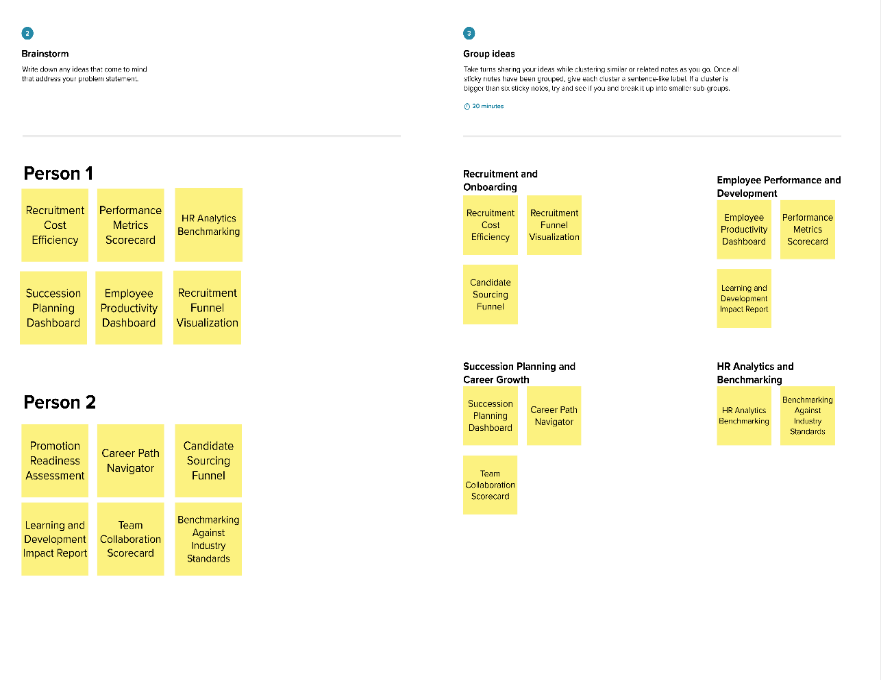 2
Brainstorm
Write down any ideas that come to mind
that address your problem statement.
Person 1
Recruitment
Cost
Efficiency
Performance
Metrics
Scorecard
HR Analytics
Benchmarking
Succession
Planning
Dashboard
Employee
Productivity
Dashboard
Recruitment
Funnel
Visualization
Person 2
Promotion
Readiness
Assessment
Career Path
Navigator
Candidate
Sourcing
Funnel
Learning and
Development
Impact Report
Team
Collaboration
Scorecard
Benchmarking
Against
Industry
Standards
3
Group ideas
Take turns sharing your ideas while clustering similar or related notes as you go. Once all
sticky notes have been grouped, give each cluster a sentence-like label. If a cluster is
bigger than six sticky notes, try and see if you and break it up into smaller sub-groups.
20 minutes
Recruitment and
Onboarding
Recruitment
Cost
Efficiency
Recruitment
Funnel
Visualization
Candidate
Sourcing
Funnel
Employee Performance and
Development
Employee
Productivity
Dashboard
Performance
Metrics
Scorecard
Learning and
Development
Impact Report
Succession Planning and
Career Growth
Succession
Planning
Dashboard
Career Path
Navigator
Team
Collaboration
Scorecard
HR Analytics and
Benchmarking
HR Analytics
Benchmarking
Benchmarking
Against
Industry
Standards